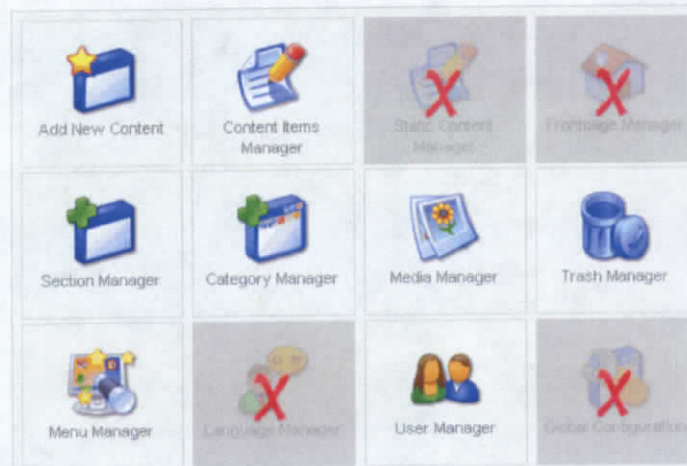 Add New Content
Content Items
Manager
Static Content
Manager
Frontpage Manager
Section Manager
Category Manager
Media Manager
Trash Manager
Menu Manager
Language Manager
User Manager
Global Configuration